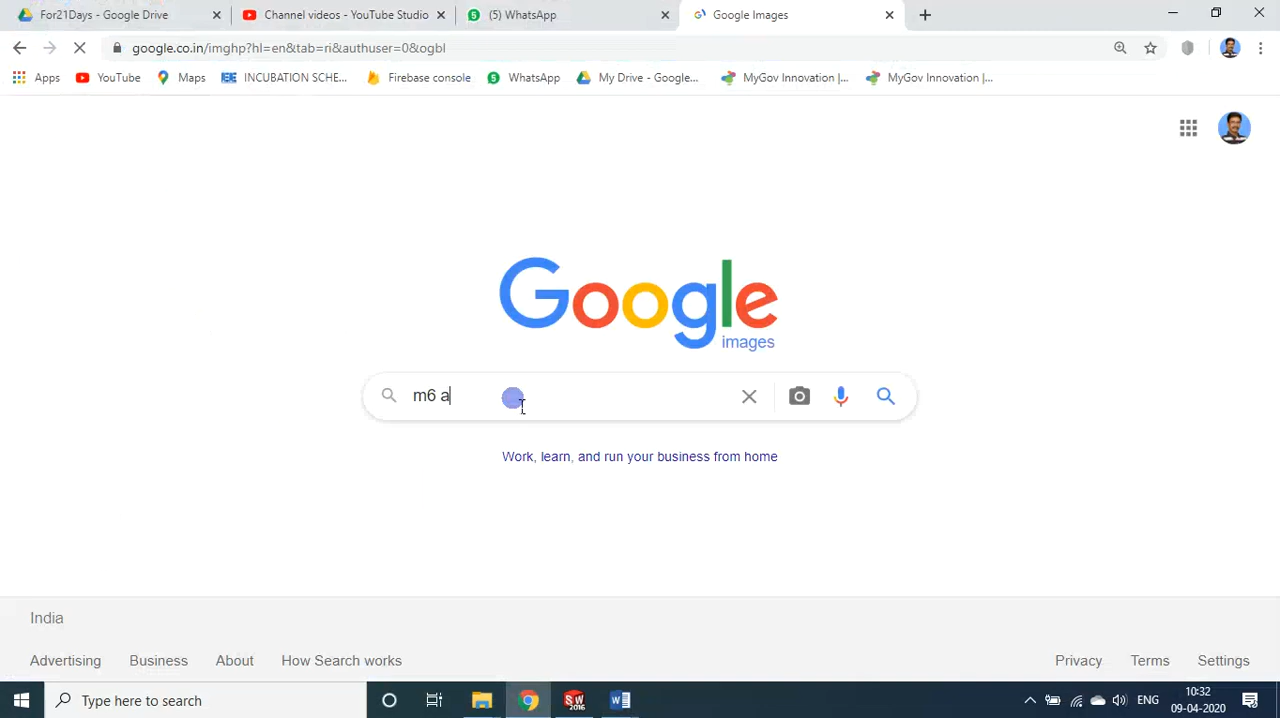 For21Days - Google Drive
Channel videos - YouTube Studio
(5) WhatsApp
Google Images
google.co.in/imghp?hl=en&tab=ri&authuser=0&ogbl
Apps
YouTube
Maps
INCUBATION SCHE...
Firebase console
WhatsApp
My Drive - Google...
MyGov Innovation |...
MyGov Innovation |...
Google
images
m6 a
Work, learn, and run your business from home
India
Advertising
Business
About
How Search works
Privacy
Terms
Settings
Type here to search
SW
2016
ENG
10:32
09-04-2020